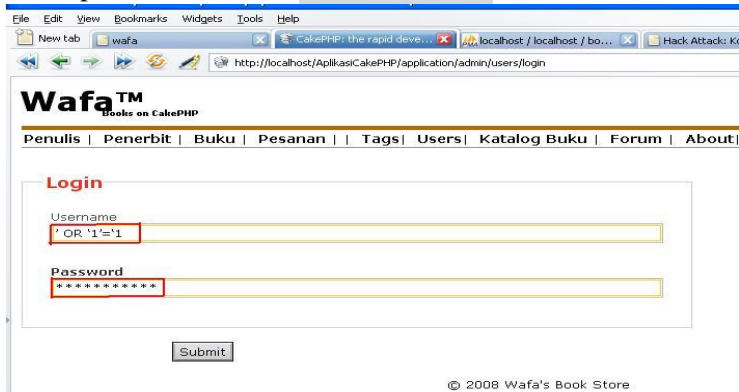 File Edit View Bookmarks Widgets Tools Help
New tab wafa CakePHP: the rapid deve... localhost / localhost / bo... Hack Attack: Ko
http://localhost/AplikasiCakePHP/application/admin/users/login
Wafa™
Books on CakePHP
Penulis | Penerbit | Buku | Pesanan | | Tags| Users| Katalog Buku | Forum | About|
Login
Username
' OR '1'='1
Password
***********
Submit
© 2008 Wafa's Book Store